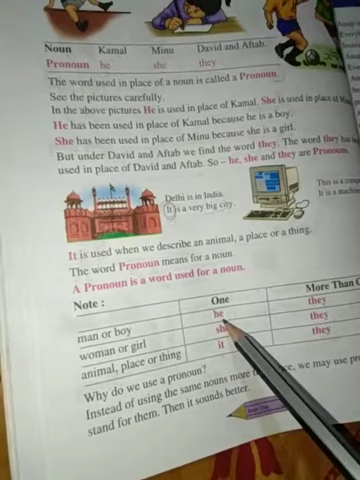 Noun Kamal Minu David and Aftab.
Pronoun he she they
The word used in place of a noun is called a Pronoun.
See the pictures carefully.
In the above pictures He is used in place of Kamal. She is used in place of
He has been used in place of Kamal because he is a boy.
She has been used in place of Minu because she is a girl.
But under David and Aftab we find the word they. The word they has
used in place of David and Aftab. So – he, she and they are Pronoun.
Delhi is in India.
It is a very big city.
This is a
It is a
It is used when we describe an animal, a place or a thing.
The word Pronoun means for a noun.
A Pronoun is a word used for a noun.
Note : One More Than
man or boy he they
woman or girl she they
animal, place or thing it they
Why do we use a pronoun?
Instead of using the same nouns more we may use
stand for them. Then it sounds better.